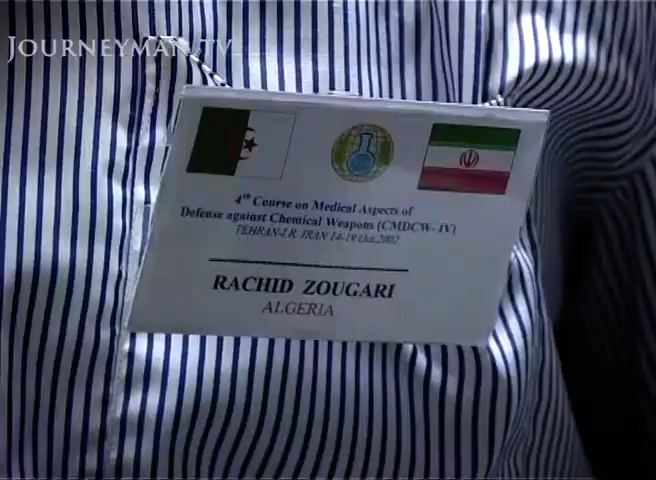 JOURNEYMAN.TV
4th Course on Medical Aspects of
Defense against Chemical Weapons (CMDCW- IV)
TEHRAN-I.R. IRAN 14-19 Oct.2002
RACHID ZOUGARI
ALGERIA